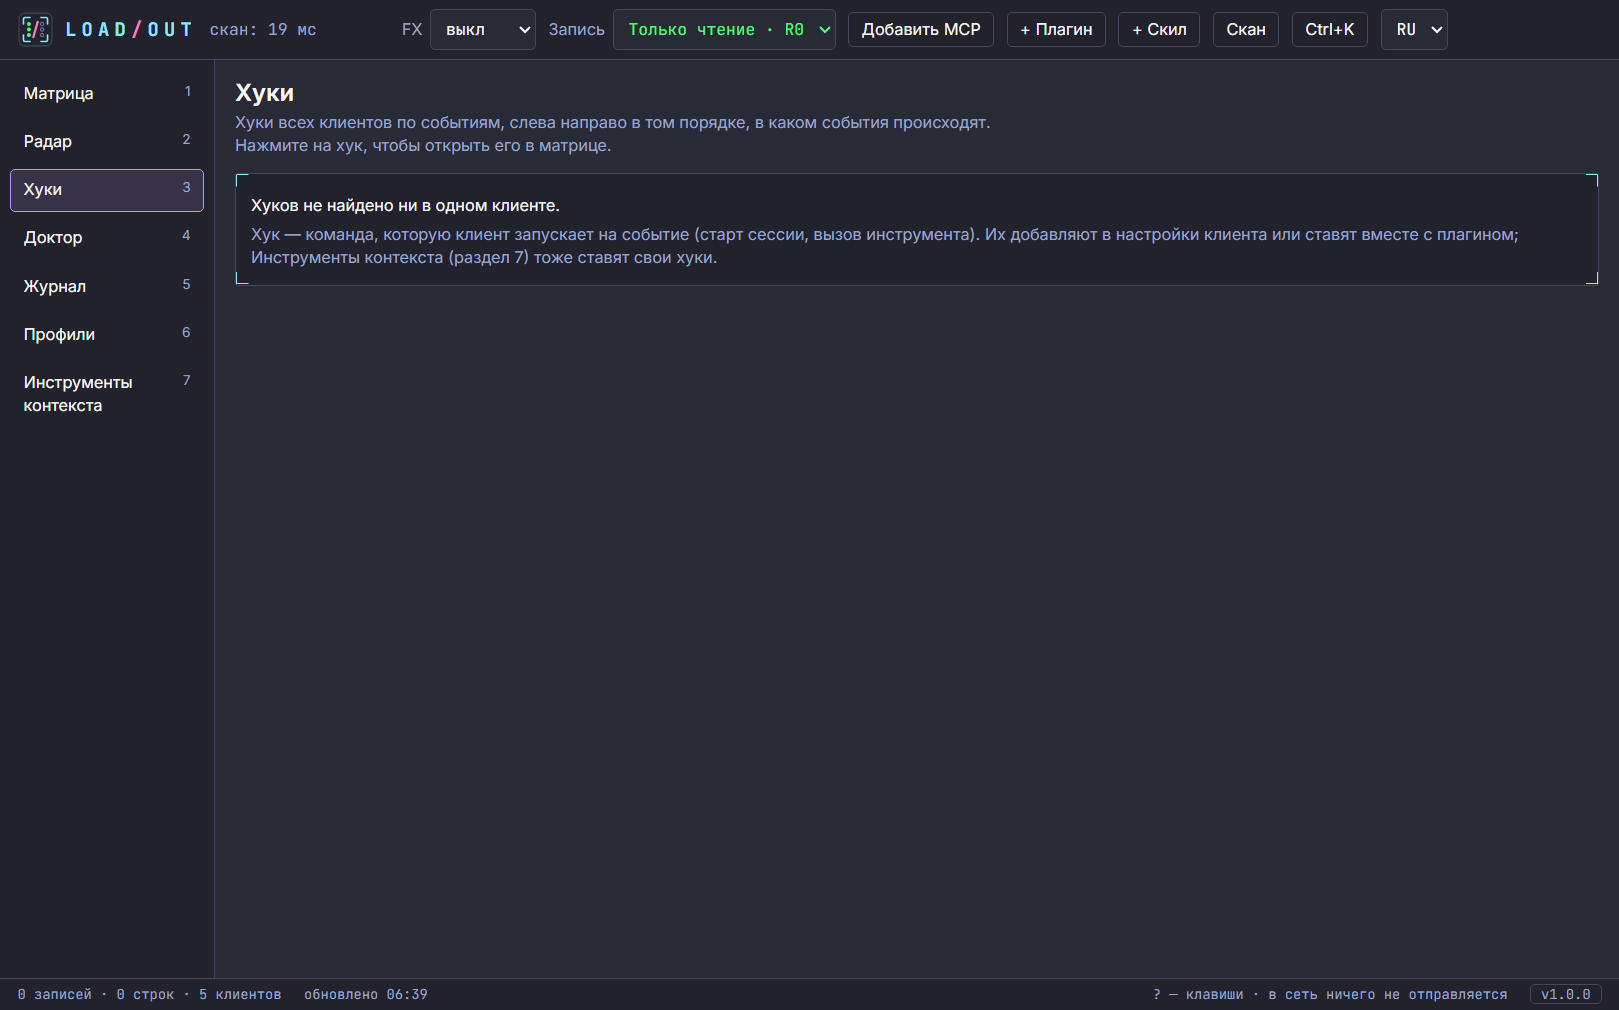 LOAD/OUT скан: 19 мс FX выкл Запись Только чтение · R0 Добавить MCP + Плагин + Скил Скан Ctrl+K RU
Матрица 1
Радар 2
Хуки 3
Доктор 4
Журнал 5
Профили 6
Инструменты 7
контекста
Хуки
Хуки всех клиентов по событиям, слева направо в том порядке, в каком события происходят.
Нажмите на хук, чтобы открыть его в матрице.
Хуков не найдено ни в одном клиенте.
Хук — команда, которую клиент запускает на событие (старт сессии, вызов инструмента). Их добавляют в настройки клиента или ставят вместе с плагином;
Инструменты контекста (раздел 7) тоже ставят свои хуки.
0 записей · 0 строк · 5 клиентов обновлено 06:39 ? — клавиши · в сеть ничего не отправляется v1.0.0